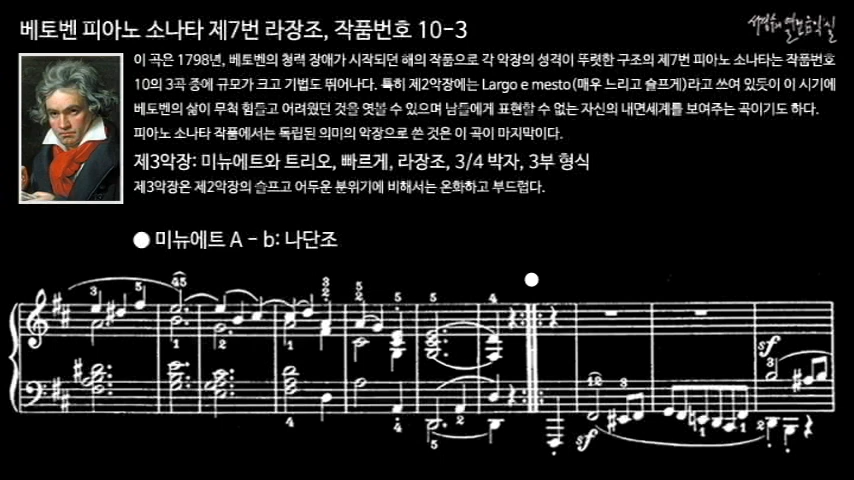 베토벤 피아노 소나타 제7번 라장조, 작품번호 10-3
이 곡은 1798년, 베토벤의 청력 장애가 시작되던 해의 작품으로 각 악장의 성격이 뚜렷한 구조의 제7번 피아노 소나타는 작품번호
10의 3곡 중에 규모가 크고 기법도 뛰어나다. 특히 제2악장에는 Largo e mesto(매우 느리고 슬프게)라고 쓰여 있듯이 이 시기에
베토벤의 삶이 무척 힘들고 어려웠던 것을 엿볼 수 있으며 남들에게 표현할 수 없는 자신의 내면세계를 보여주는 곡이기도 하다.
피아노 소나타 작품에서는 독립된 의미의 악장으로 쓴 것은 이 곡이 마지막이다.
제3악장: 미뉴에트와 트리오, 빠르게, 라장조, 3/4 박자, 3부 형식
제3악장은 제2악장의 슬프고 어두운 분위기에 비해서는 온화하고 부드럽다.
● 미뉴에트 A - b: 나단조
sf
sf